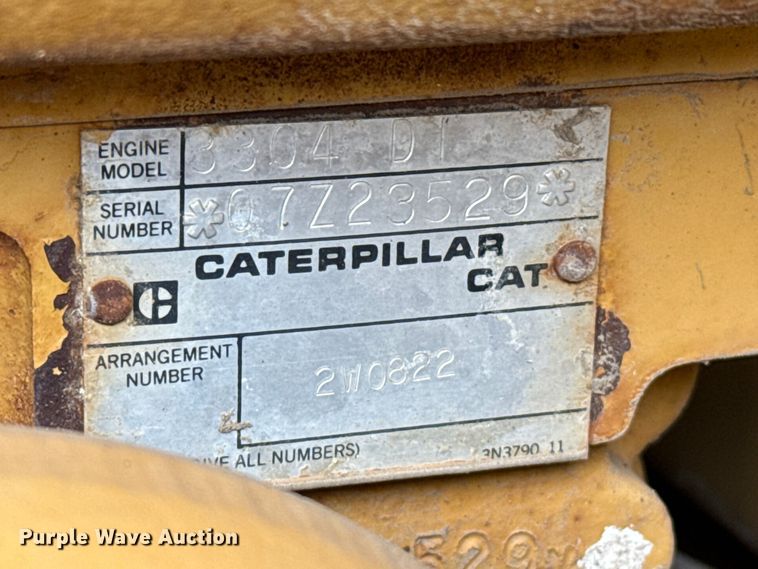 ENGINE MODEL 3304 DI
SERIAL NUMBER *07Z23529*
CATERPILLAR
CAT
ARRANGEMENT NUMBER 2W0822
ALL NUMBERS) 3N3790 11
529
Purple Wave Auction